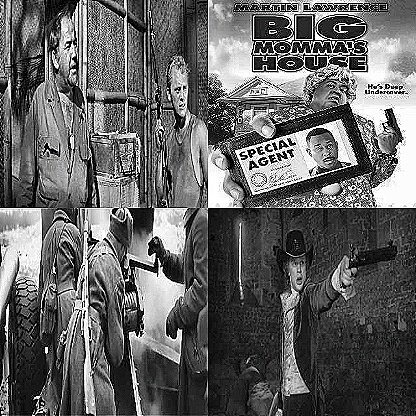 MARTIN LAWRENCE
BIG
MOMMA'S
HOUSE
He's Deep
Undercover..
SPECIAL
AGENT